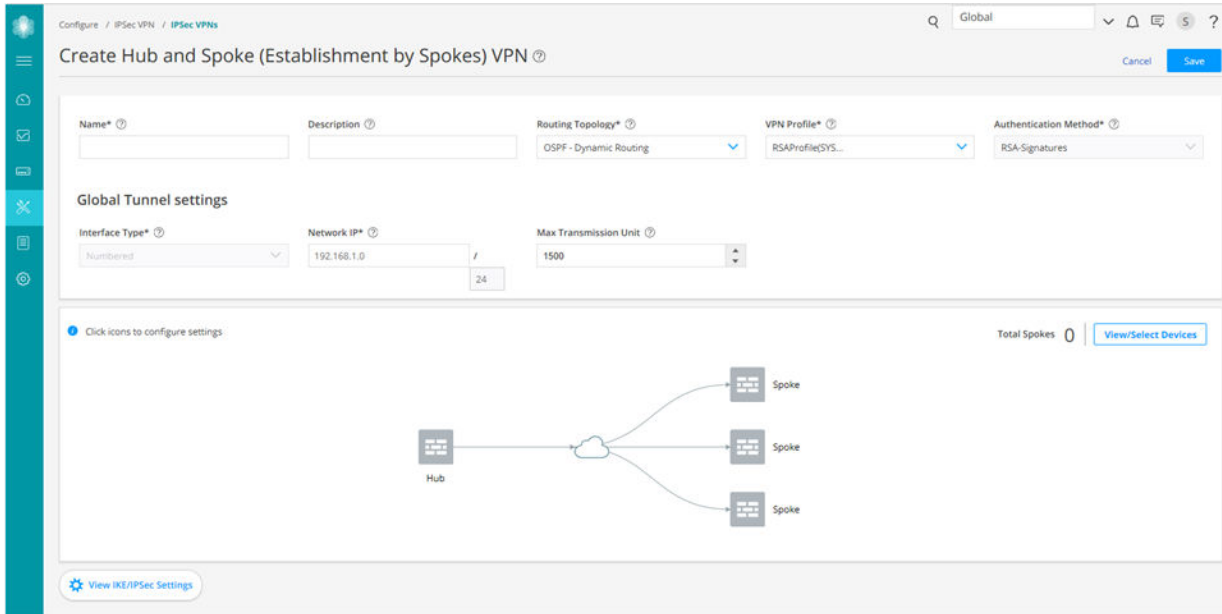 Configure / IPSec VPN / IPSec VPNs
Global
S ?
Create Hub and Spoke (Establishment by Spokes) VPN ?
Cancel Save
Name* ? Description ? Routing Topology* ? VPN Profile* ? Authentication Method* ?
OSPF - Dynamic Routing RSAProfile(SYS... RSA-Signatures
Global Tunnel settings
Interface Type* ? Network IP* ? Max Transmission Unit ?
Numbered 192.168.1.0 / 1500
24
i Click icons to configure settings Total Spokes 0 View/Select Devices
Spoke
Spoke
Hub
Spoke
View IKE/IPSec Settings